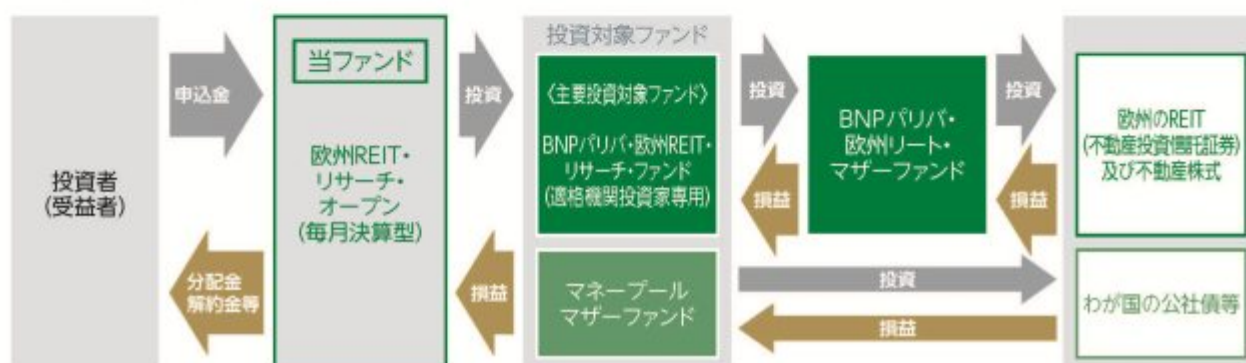 投資者
(受益者)
申込金
分配金
解約金等
当ファンド
欧州REIT・
リサーチ・
オープン
(毎月決算型)
投資
損益
投資対象ファンド
〈主要投資対象ファンド〉
BNPパリバ・欧州REIT・
リサーチ・ファンド
(適格機関投資家専用)
マネープール
マザーファンド
投資
損益
BNPパリバ・
欧州リート・
マザーファンド
投資
損益
投資
損益
欧州のREIT
(不動産投資信託証券)
及び不動産株式
わが国の公社債等